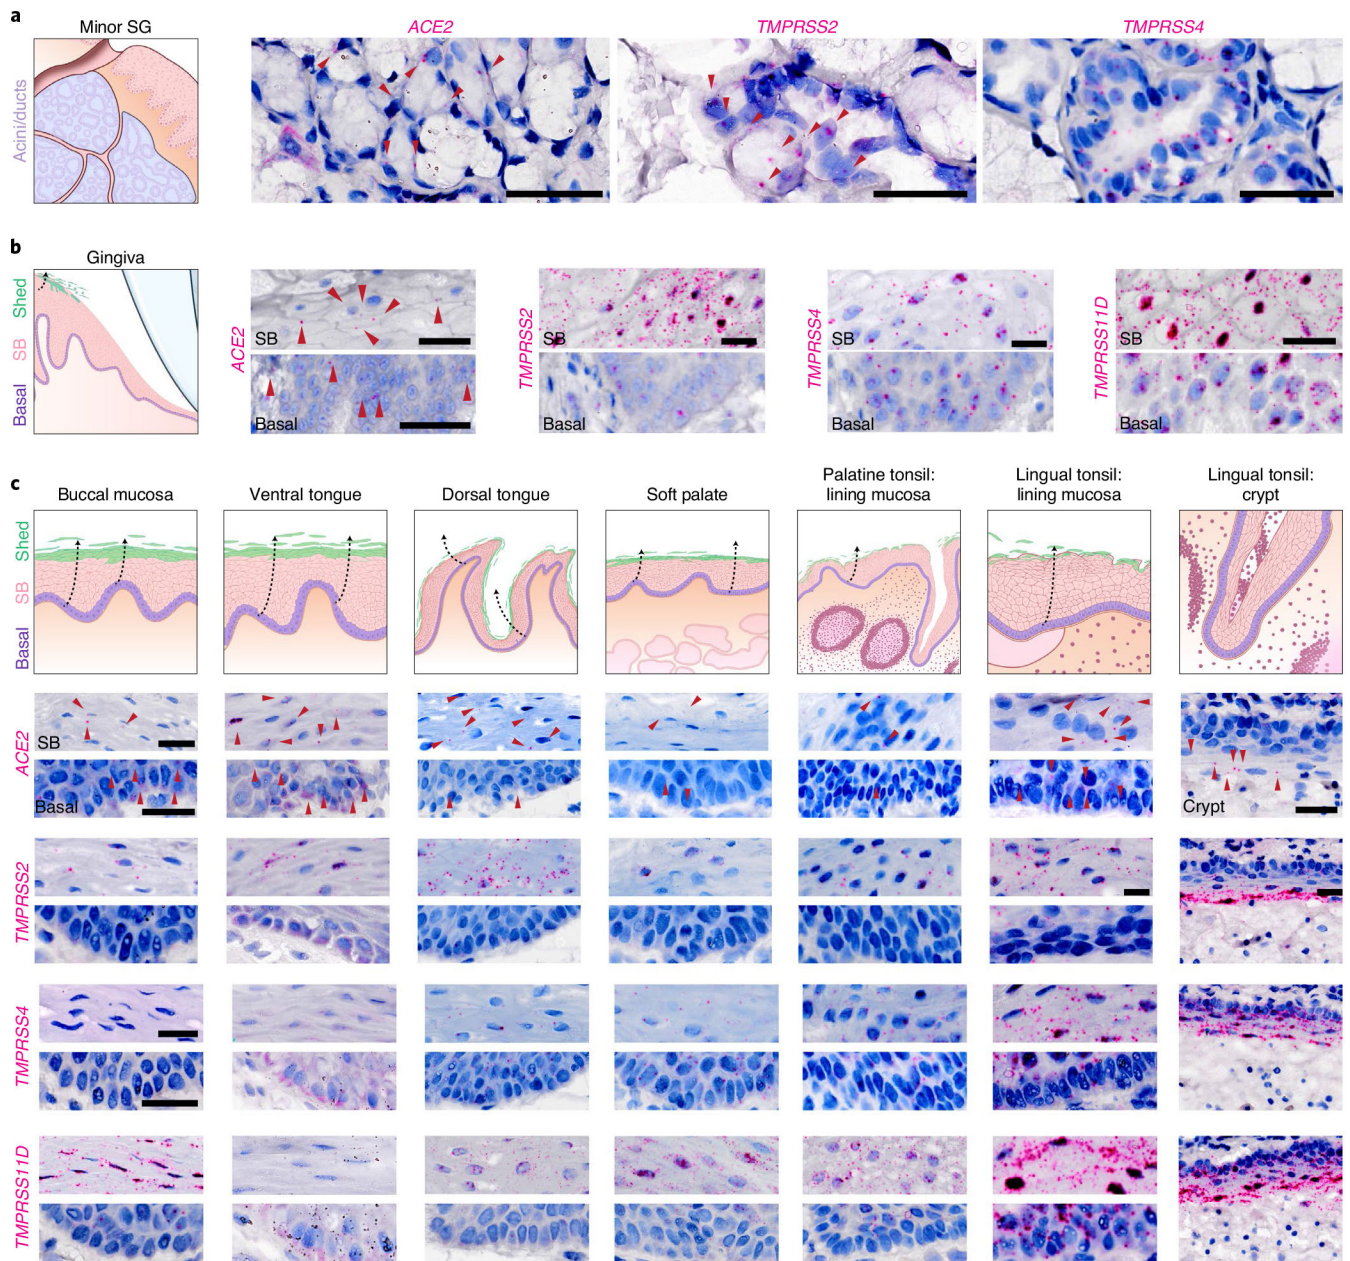 a
Minor SG
ACE2
TMPRSS2
TMPRSS4
Acini/ducts
b
Gingiva
Shed
SB
Basal
ACE2
SB
Basal
TMPRSS2
SB
Basal
TMPRSS4
SB
Basal
TMPRSS11D
SB
Basal
c
Buccal mucosa
Ventral tongue
Dorsal tongue
Soft palate
Palatine tonsil:
lining mucosa
Lingual tonsil:
lining mucosa
Lingual tonsil:
crypt
Shed
SB
Basal
ACE2
SB
Basal
Crypt
TMPRSS2
TMPRSS4
TMPRSS11D